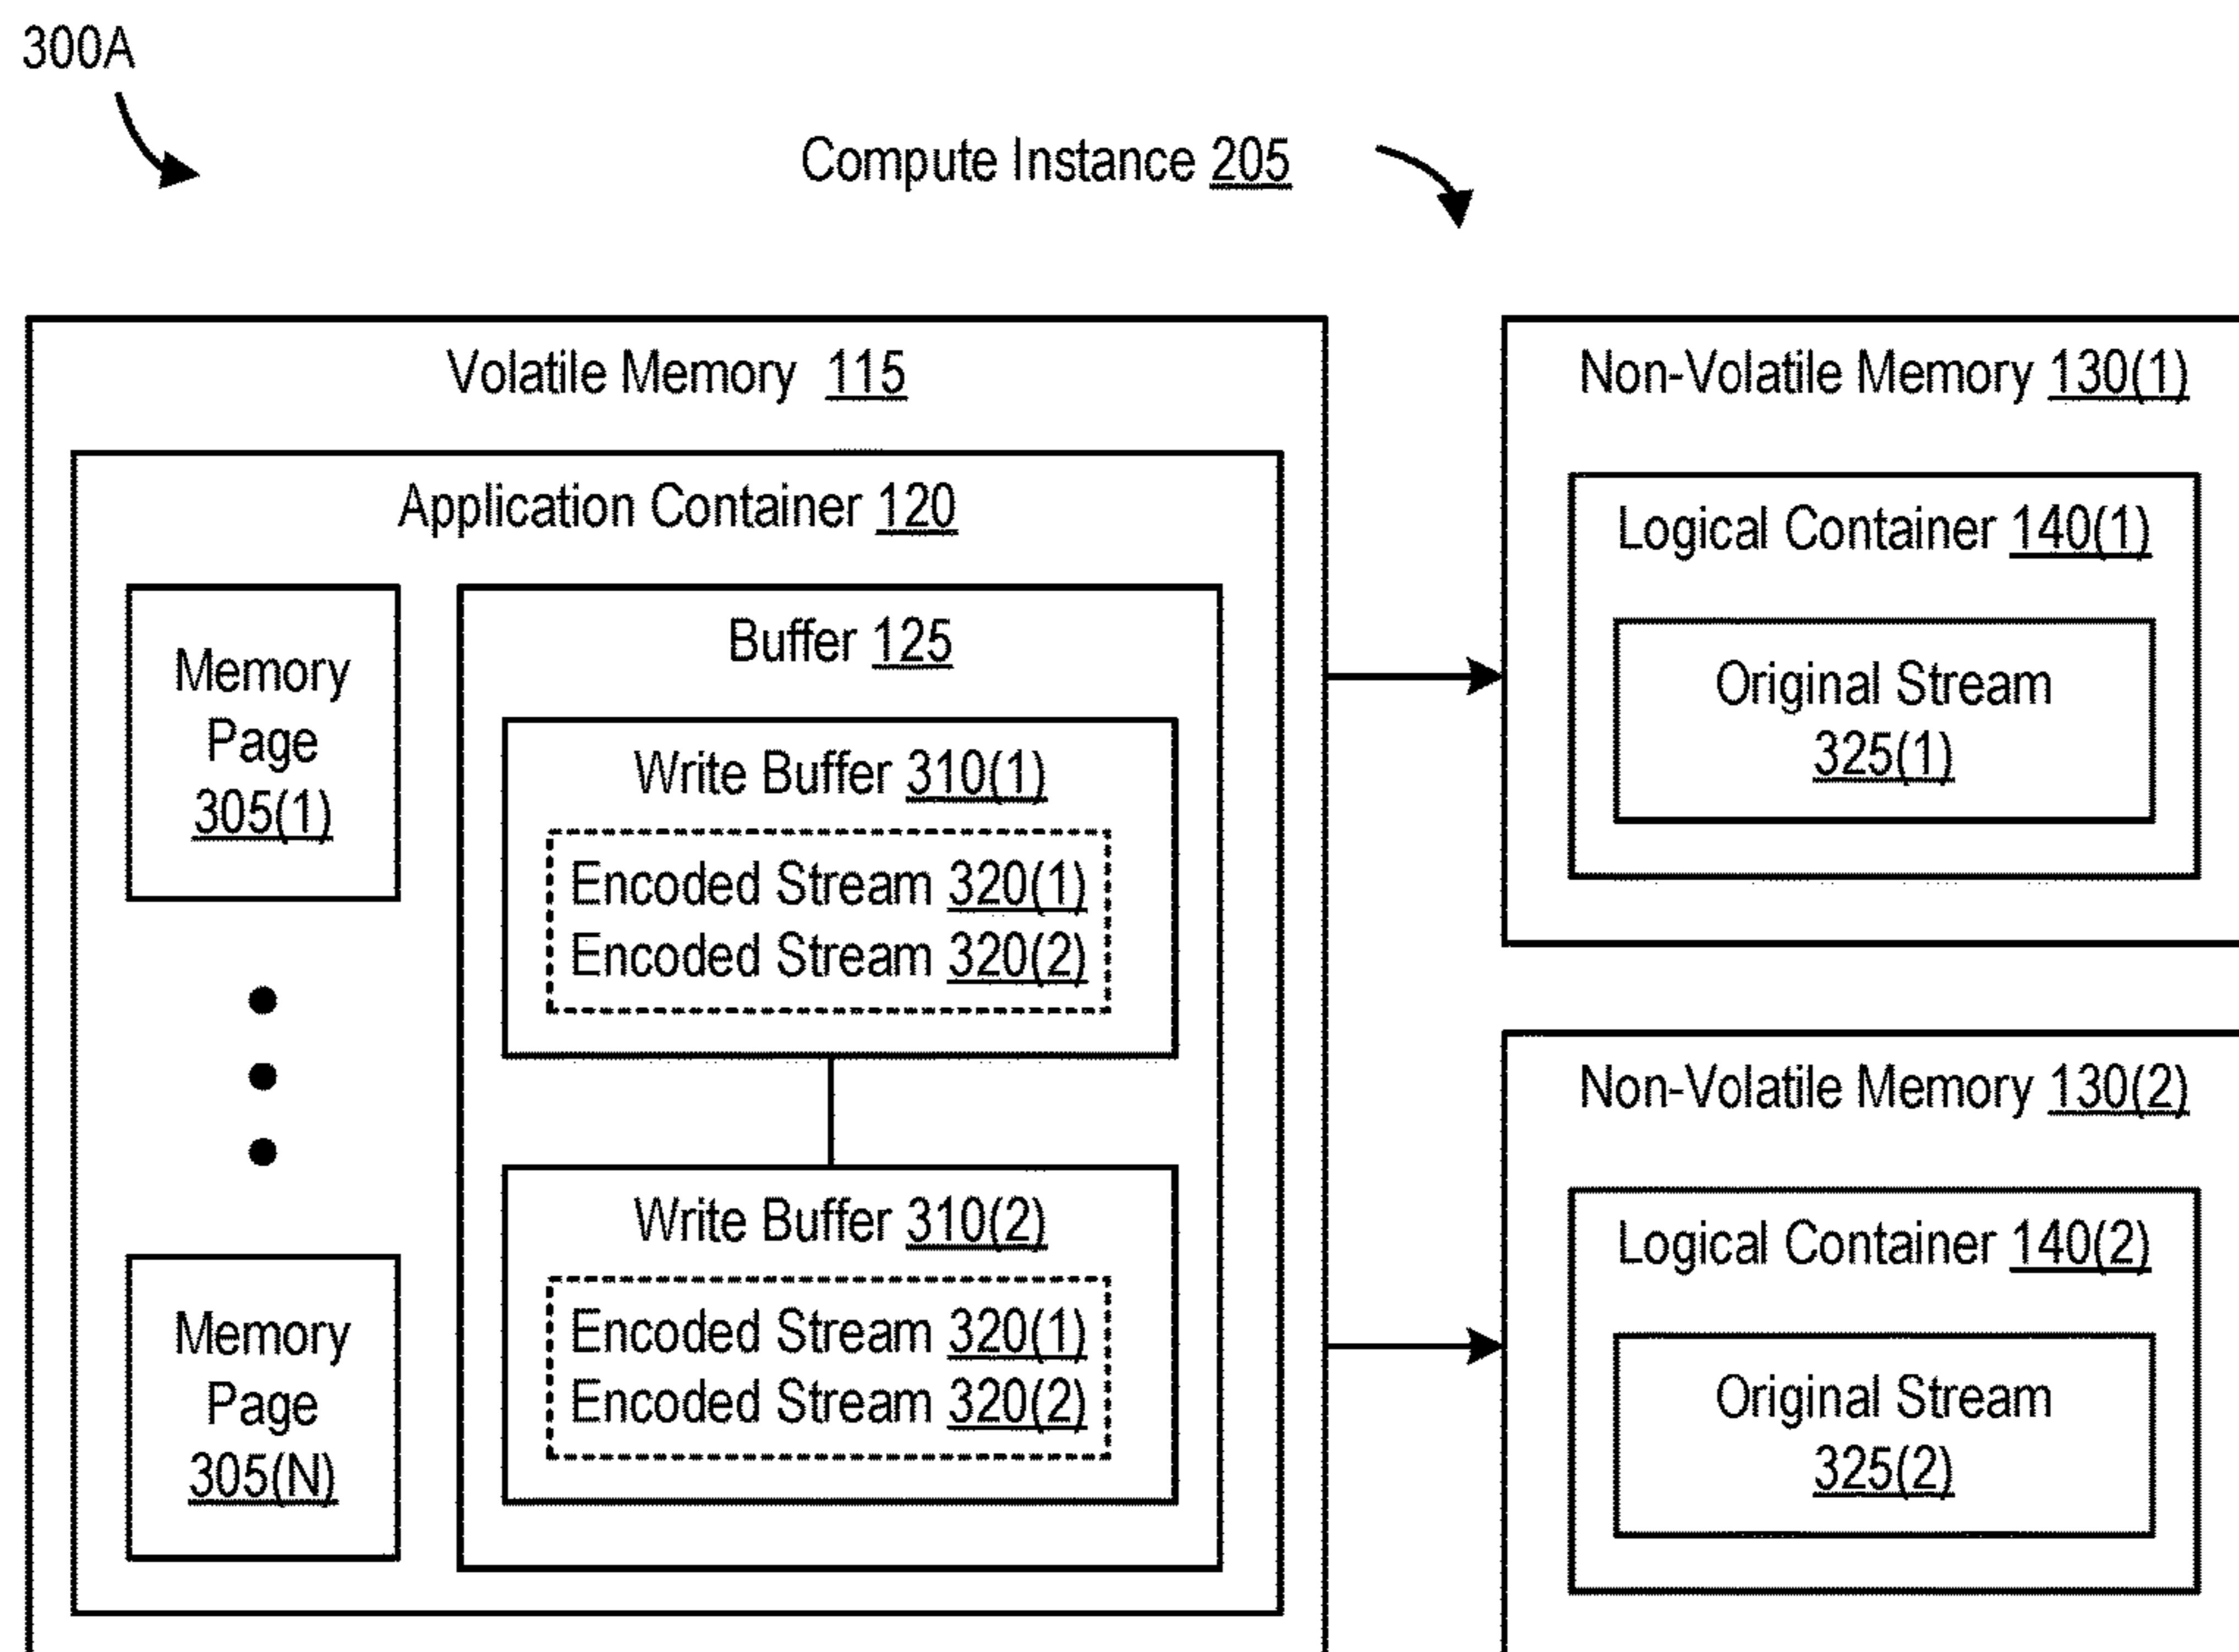 300A
Compute Instance 205
Volatile Memory 115
Application Container 120
Memory
Page
305(1)
Memory
Page
305(N)
Buffer 125
Write Buffer 310(1)
Encoded Stream 320(1)
Encoded Stream 320(2)
Write Buffer 310(2)
Encoded Stream 320(1)
Encoded Stream 320(2)
Non-Volatile Memory 130(1)
Logical Container 140(1)
Original Stream
325(1)
Non-Volatile Memory 130(2)
Logical Container 140(2)
Original Stream
325(2)